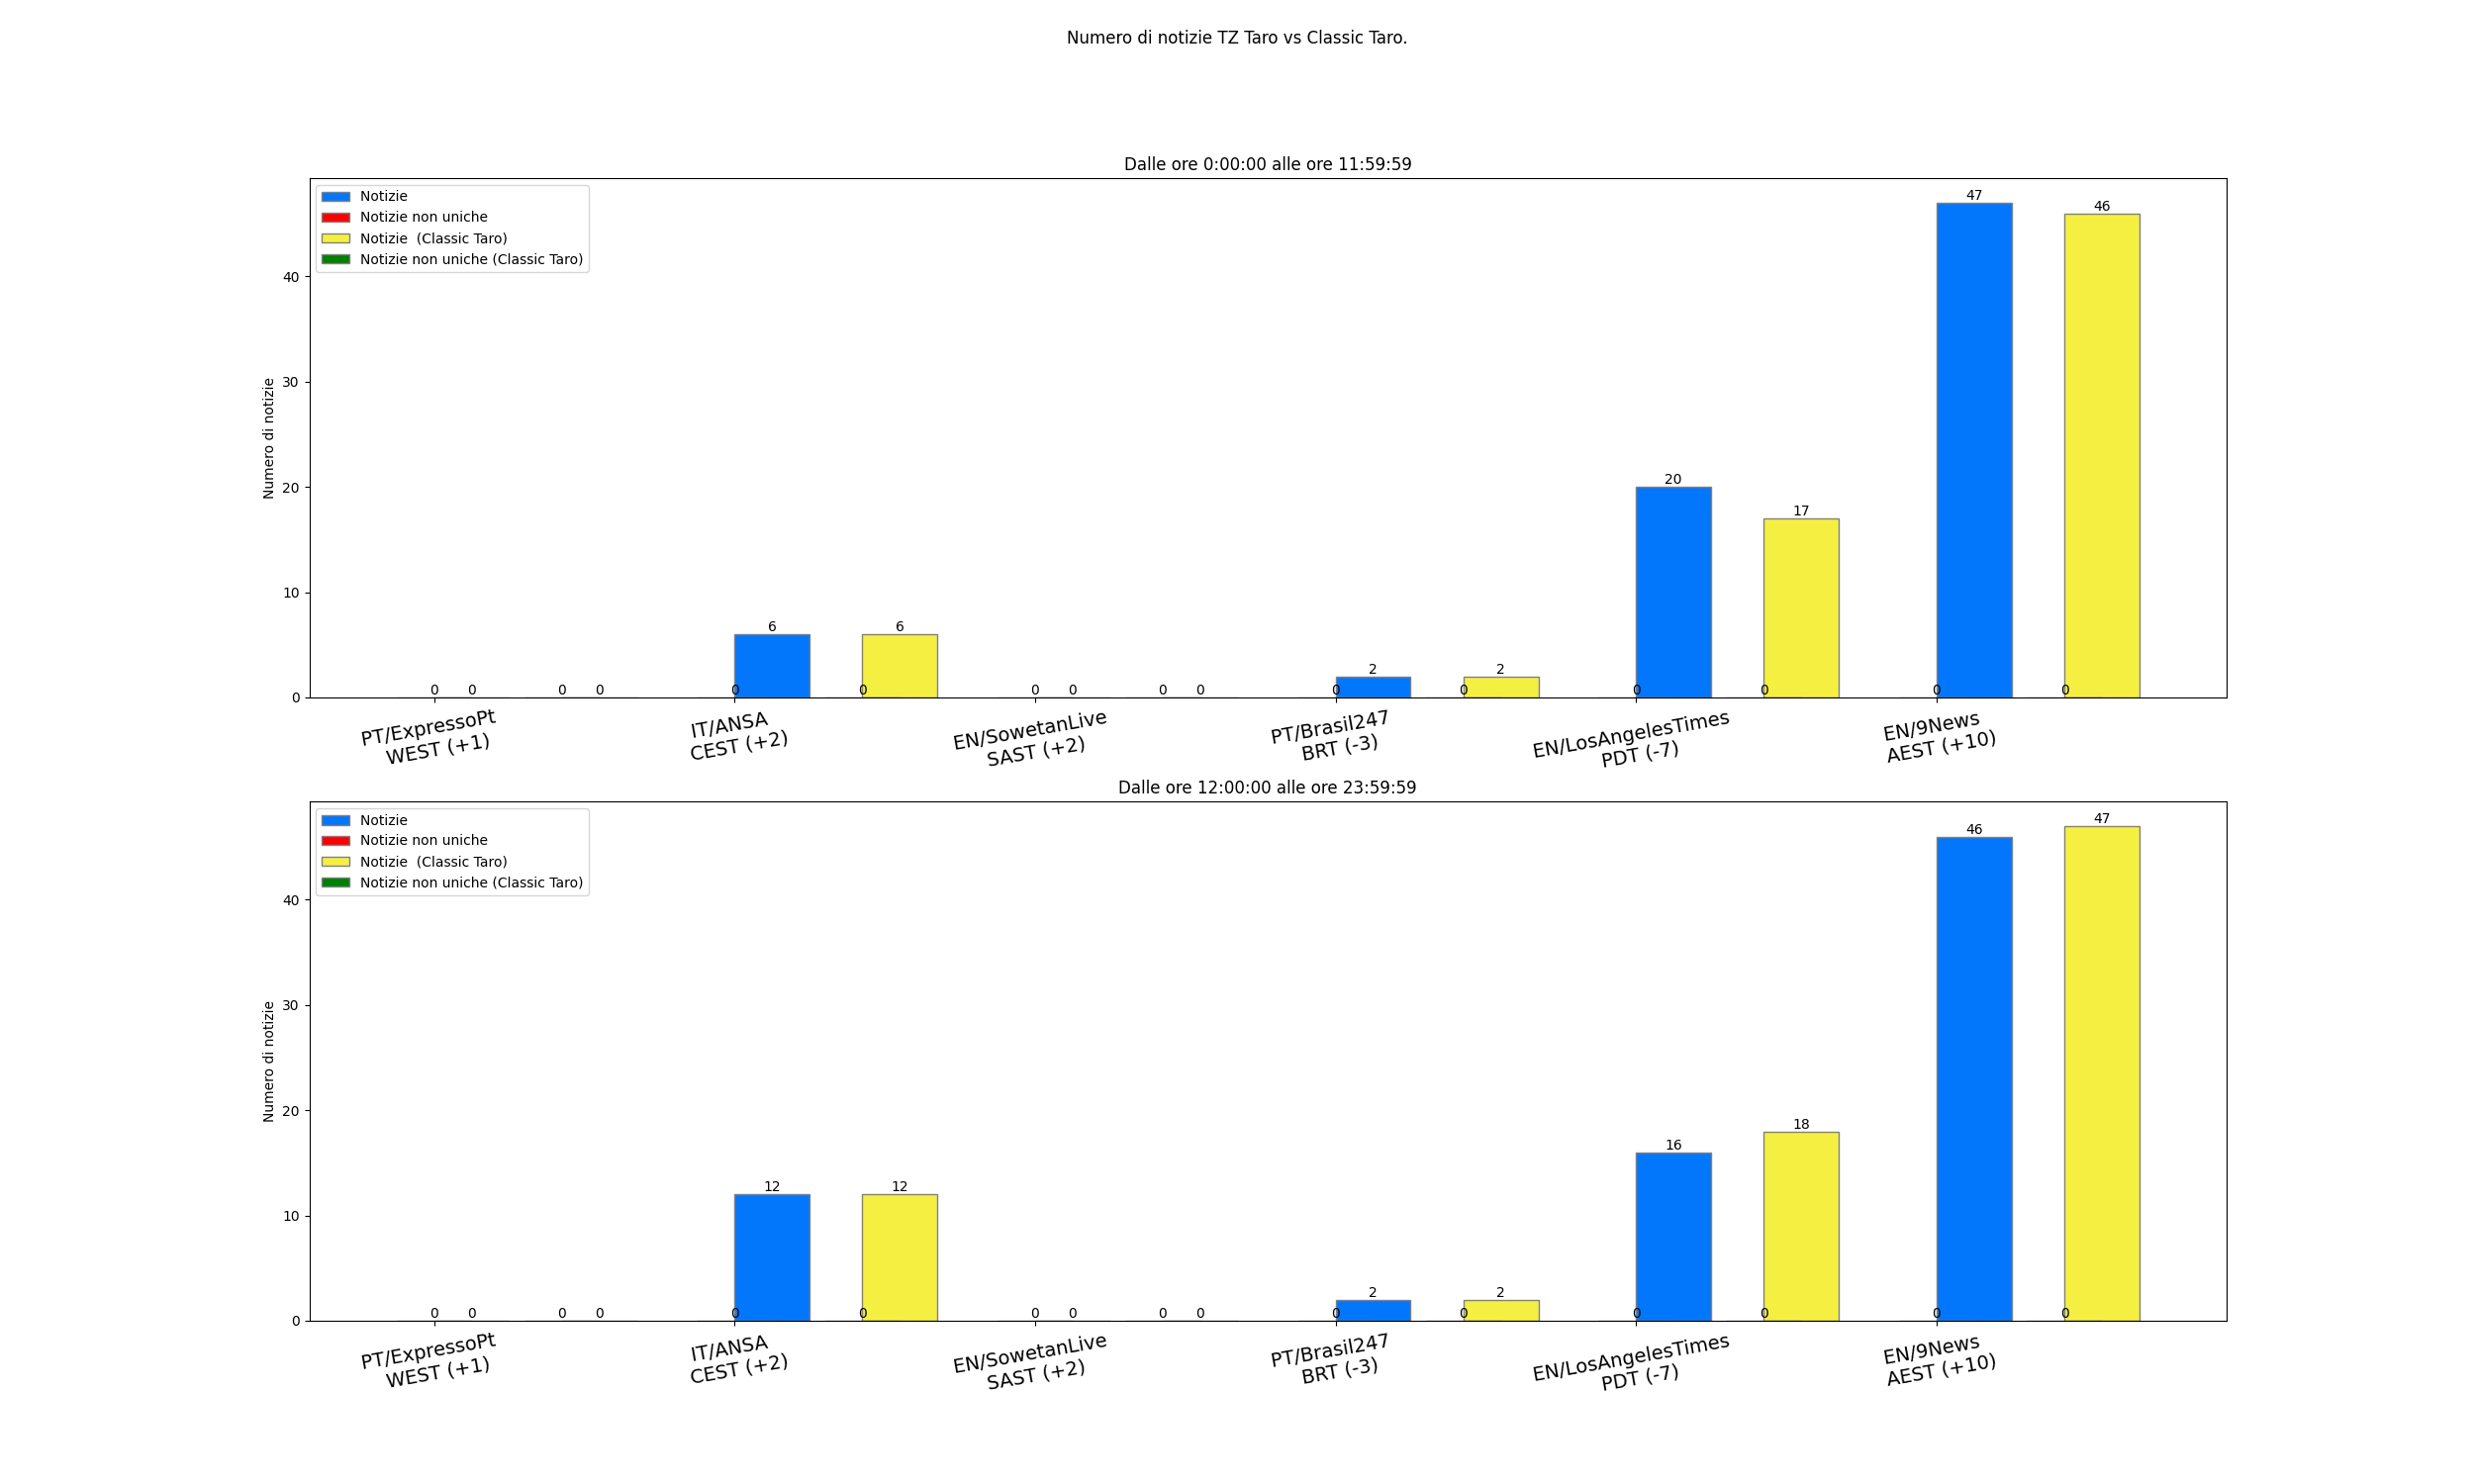 Numero di notizie TZ Taro vs Classic Taro.
Dalle ore 0:00:00 alle ore 11:59:59
Notizie
Notizie non uniche
Notizie  (Classic Taro)
Notizie non uniche (Classic Taro)
Numero di notizie
40
30
20
10
0
0 0 0 0 0 6 0 6 0 0 0 0 0 2 0 2 0 20 0 17 0 47 0 46
PT/ExpressoPt
WEST (+1)
IT/ANSA
CEST (+2)
EN/SowetanLive
SAST (+2)
PT/Brasil247
BRT (-3)
EN/LosAngelesTimes
PDT (-7)
EN/9News
AEST (+10)
Dalle ore 12:00:00 alle ore 23:59:59
Notizie
Notizie non uniche
Notizie  (Classic Taro)
Notizie non uniche (Classic Taro)
Numero di notizie
40
30
20
10
0
0 0 0 0 0 12 0 12 0 0 0 0 0 2 0 2 0 16 0 18 0 46 0 47
PT/ExpressoPt
WEST (+1)
IT/ANSA
CEST (+2)
EN/SowetanLive
SAST (+2)
PT/Brasil247
BRT (-3)
EN/LosAngelesTimes
PDT (-7)
EN/9News
AEST (+10)